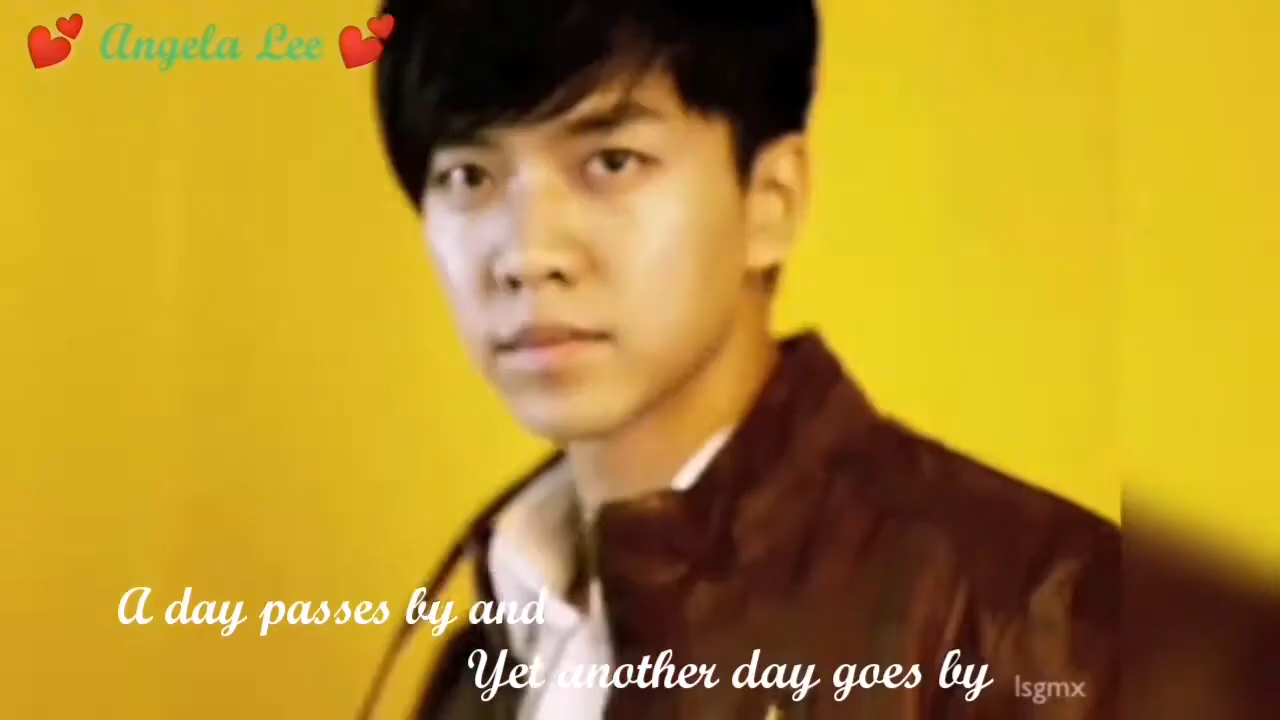 💕 Angela Lee 💕
A day passes by and
Yet another day goes by
lsgmx